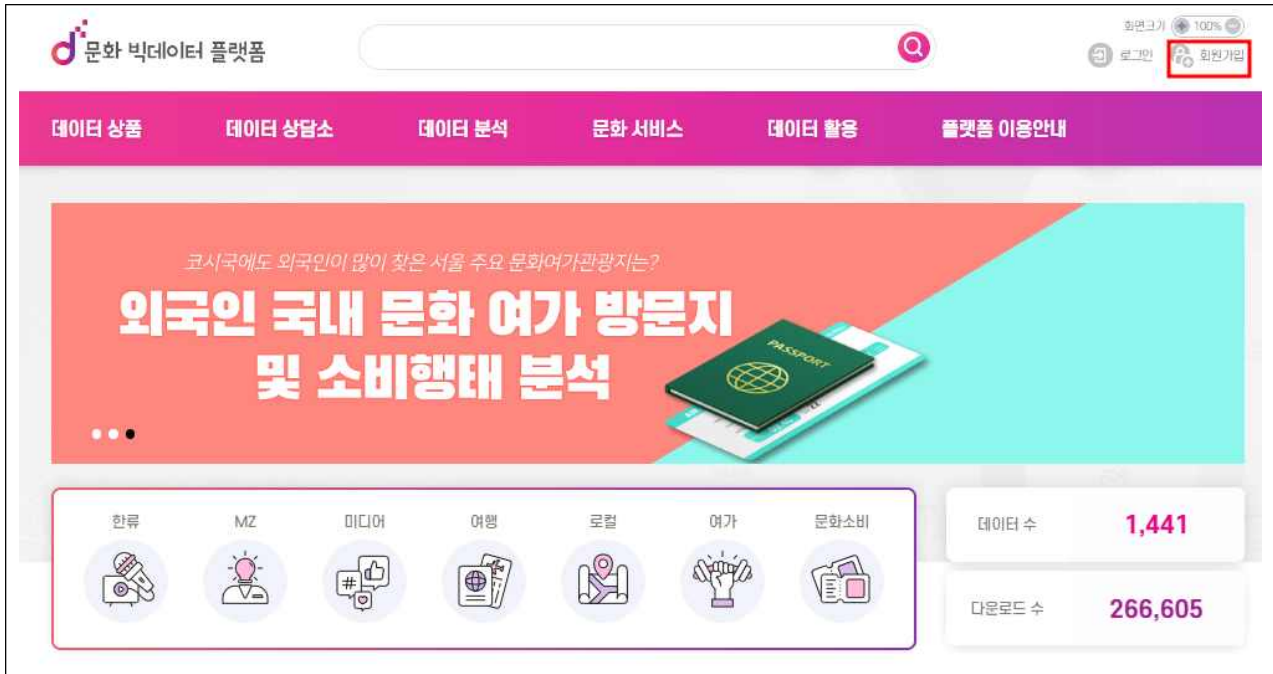 화면크기 100%
문화 빅데이터 플랫폼
로그인 회원가입
데이터 상품 데이터 상담소 데이터 분석 문화 서비스 데이터 활용 플랫폼 이용안내
코시국에도 외국인이 많이 찾은 서울 주요 문화여가관광지는?
외국인 국내 문화 여가 방문지
및 소비행태 분석
PASSPORT
한류 MZ 미디어 여행 로컬 여가 문화소비
#
데이터 수 1,441
다운로드 수 266,605